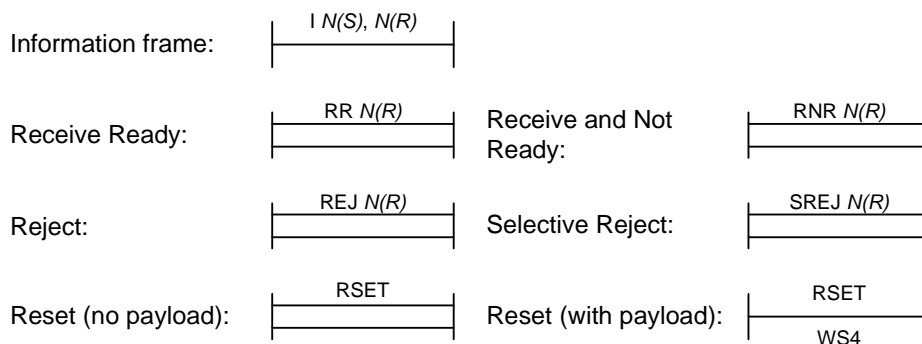 Information frame:
I N(S), N(R)
Receive Ready:
RR N(R)
Receive and Not
Ready:
RNR N(R)
Reject:
REJ N(R)
Selective Reject:
SREJ N(R)
Reset (no payload):
RSET
Reset (with payload):
RSET
WS4